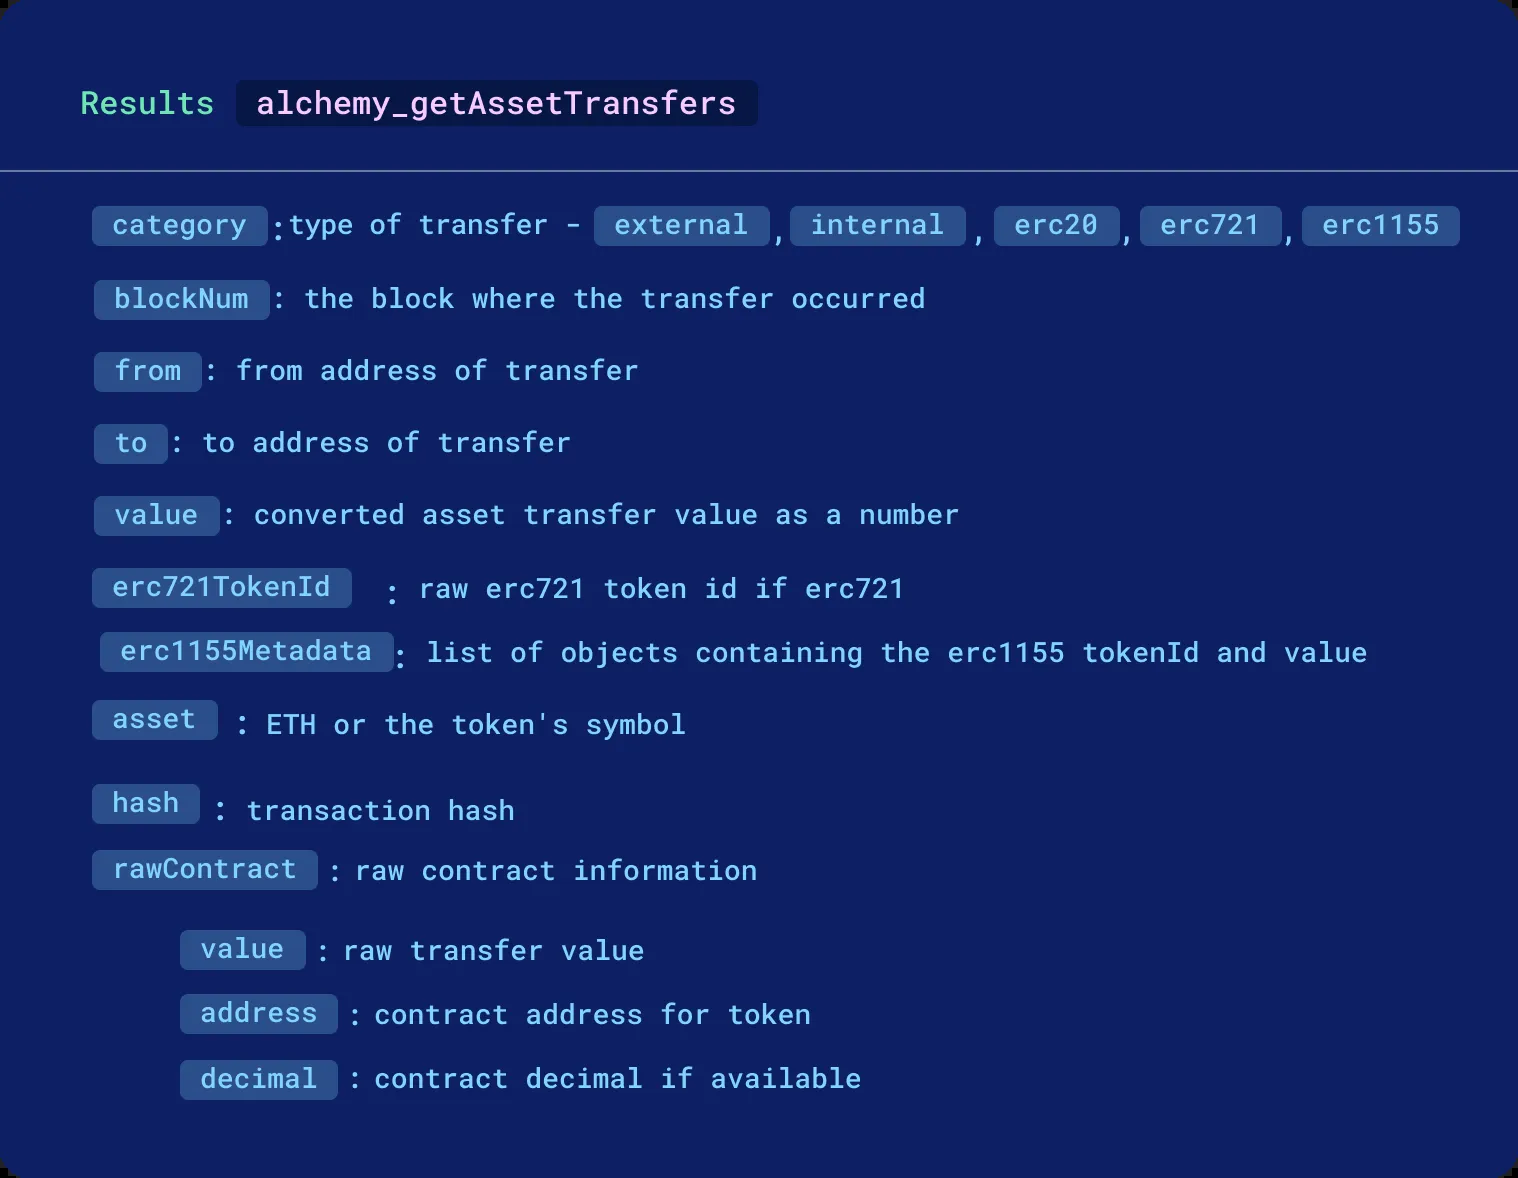 Results alchemy_getAssetTransfers
category :type of transfer - external , internal , erc20 , erc721 , erc1155
blockNum : the block where the transfer occurred
from : from address of transfer
to : to address of transfer
value : converted asset transfer value as a number
erc721TokenId : raw erc721 token id if erc721
erc1155Metadata : list of objects containing the erc1155 tokenId and value
asset : ETH or the token's symbol
hash : transaction hash
rawContract : raw contract information
value : raw transfer value
address : contract address for token
decimal : contract decimal if available